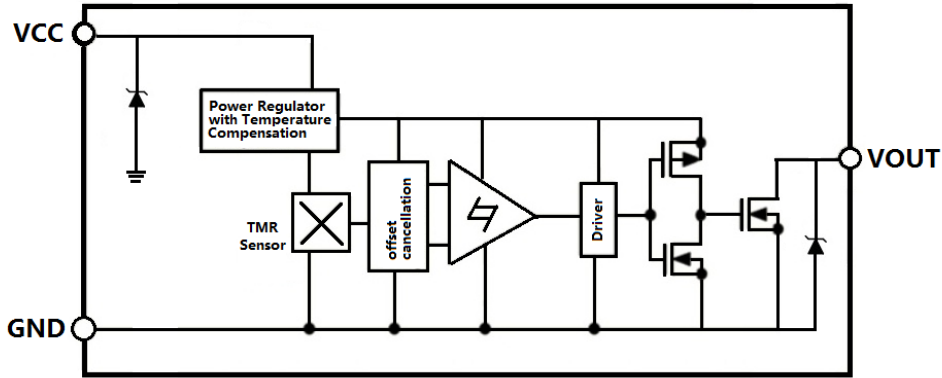 VCC
Power Regulator
with Temperature
Compensation
VOUT
TMR
Sensor
offset
cancellation
Driver
GND